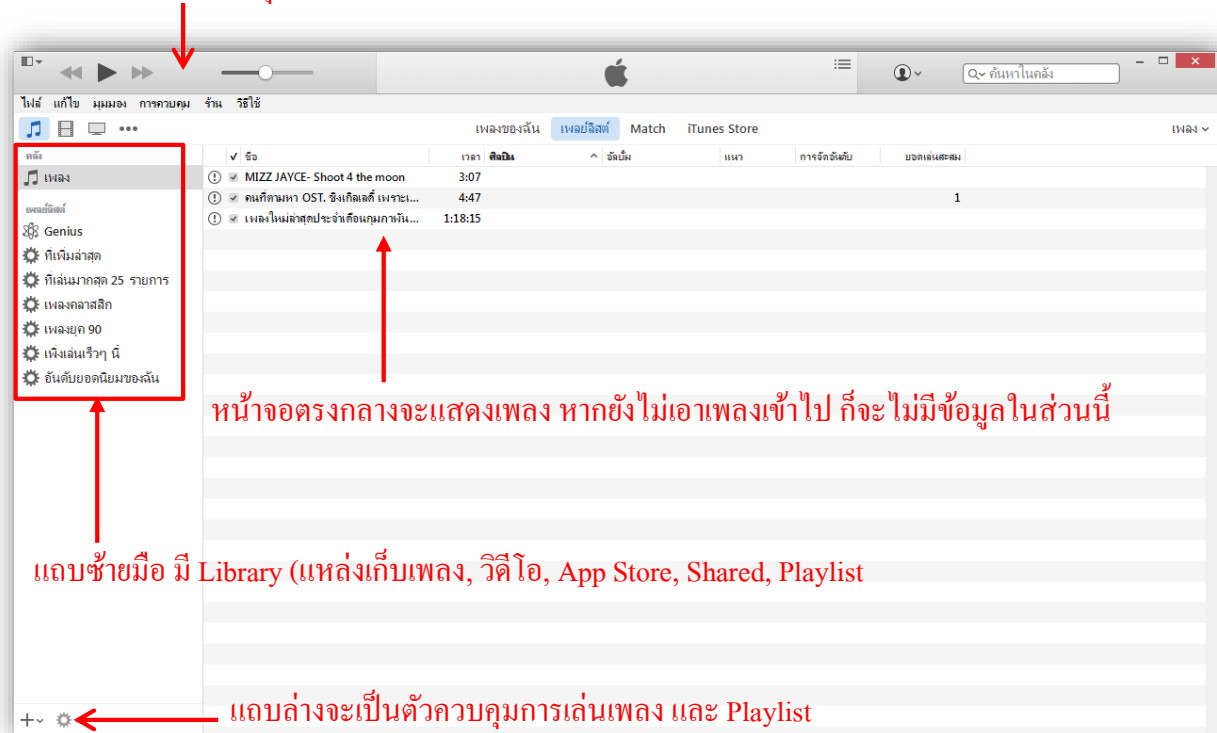 ค้นหาในคลัง
ไฟล์ แก้ไข มุมมอง การควบคุม ร้าน วิธีใช้
เพลงของฉัน เพลย์ลิสต์ Match iTunes Store เพลง
คลัง
✓ ชื่อ เวลา ศิลปิน อัลบั้ม แนว การจัดอันดับ ยอดเล่นสะสม
เพลง
MIZZ JAYCE- Shoot 4 the moon 3:07
คนที่ตามหา OST. ซิงเกิลเลดี้ เพราะเ... 4:47 1
เพลงใหม่ล่าสุดประจำเดือนกุมภาพัน... 1:18:15
เพลย์ลิสต์
Genius
ที่เพิ่มล่าสุด
ที่เล่นมากสุด 25 รายการ
เพลงคลาสสิก
เพลงยุค 90
เพิ่งเล่นเร็วๆ นี้
อันดับยอดนิยมของฉัน
หน้าจอตรงกลางจะแสดงเพลง หากยังไม่เอาเพลงเข้าไป ก็จะไม่มีข้อมูลในส่วนนี้
แถบซ้ายมือ มี Library (แหล่งเก็บเพลง, วิดีโอ, App Store, Shared, Playlist
แถบล่างจะเป็นตัวควบคุมการเล่นเพลง และ Playlist